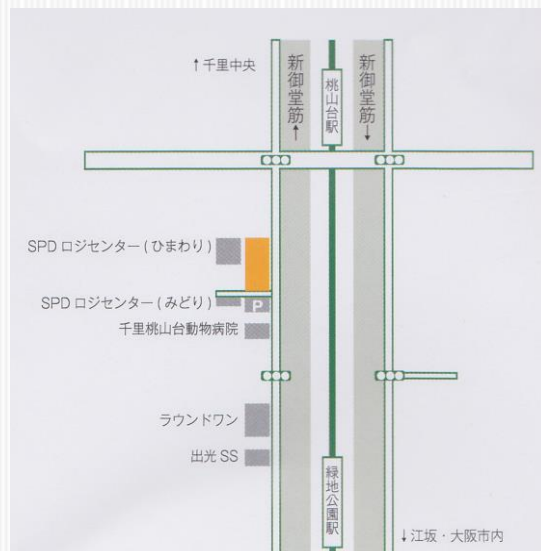 ↑千里中央
新御堂筋↑
桃山台駅
新御堂筋↓
SPD ロジセンター(ひまわり)
SPD ロジセンター(みどり)
P
千里桃山台動物病院
ラウンドワン
出光 SS
緑地公園駅
↓江坂・大阪市内